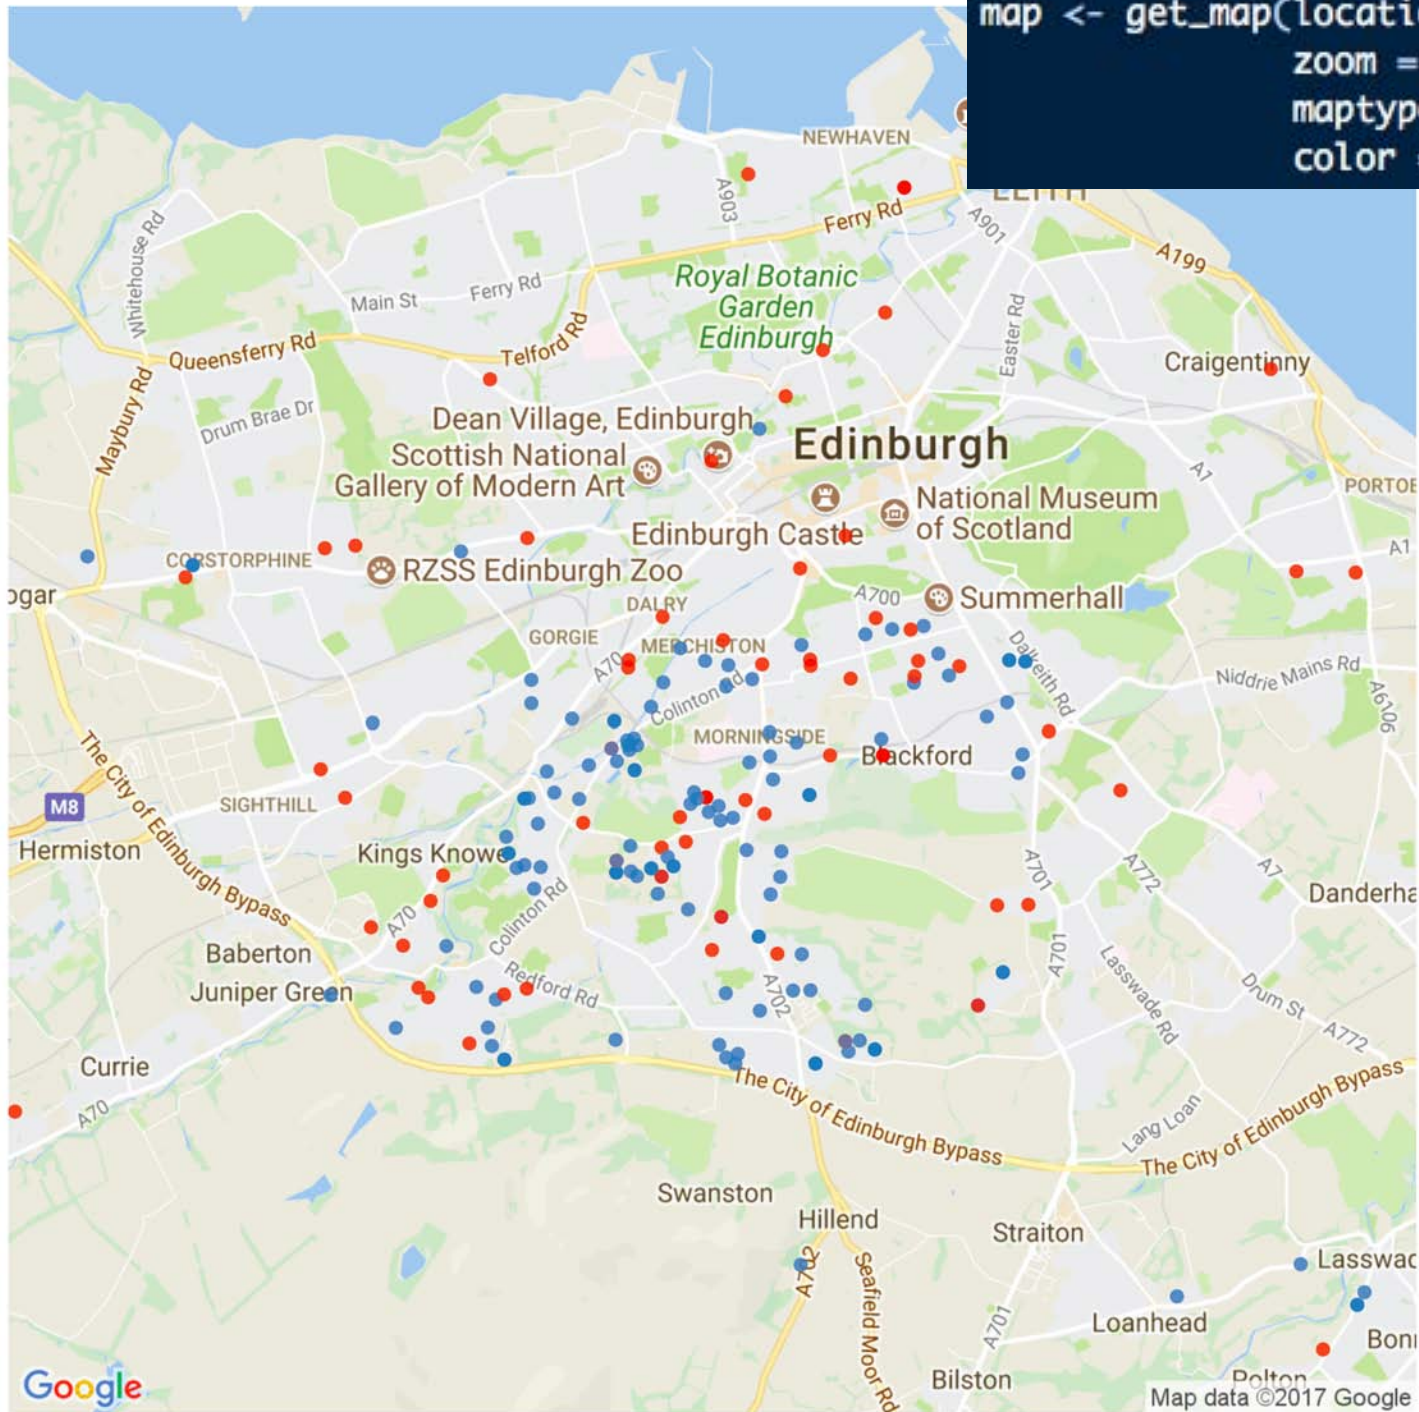 map <- get_map(locati
zoom =
maptyp
color
NEWHAVEN
LEITH
A903
Ferry Rd
A901
A199
Whitehouse Rd
Royal Botanic
Garden
Edinburgh
Main St
Ferry Rd
Easter Rd
Queensferry Rd
Telford Rd
Craigentinny
Maybury Rd
Drum Brae Dr
Dean Village, Edinburgh
Edinburgh
Scottish National
Gallery of Modern Art
A1
PORTOB
National Museum
of Scotland
Edinburgh Castle
CORSTORPHINE
RZSS Edinburgh Zoo
A1
ogar
DALRY
A700
Summerhall
GORGIE
MERCHISTON
A70
Dalkeith Rd
Niddrie Mains Rd
Colinton Rd
A6106
MORNINGSIDE
Blackford
The City of Edinburgh Bypass
M8
SIGHTHILL
Hermiston
Kings Knowe
A701
A772
A7
Danderha
Colinton Rd
A70
Baberton
Juniper Green
Redford Rd
A702
A701
Lasswade Rd
Drum St
A772
Currie
A70
The City of Edinburgh Bypass
Lang Loan
The City of Edinburgh Bypass
Swanston
Hillend
Straiton
A702
Seafield Moor Rd
Lasswad
Loanhead
A701
Bonn
Bilston
Polton
Google
Map data ©2017 Google